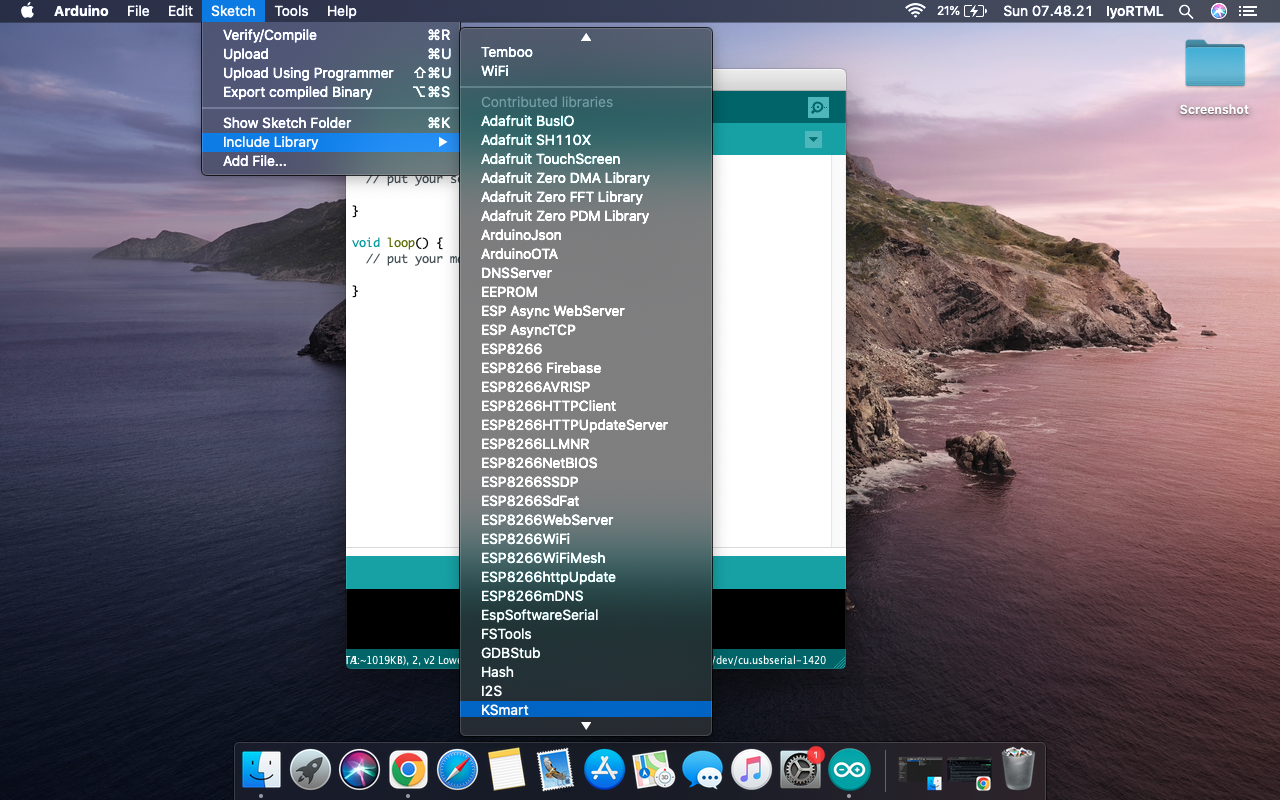 Arduino File Edit Sketch Tools Help 21% Sun 07.48.21 IyoRTML
Verify/Compile ⌘R
Upload ⌘U
Upload Using Programmer ⇧⌘U
Export compiled Binary ⌥⌘S
Show Sketch Folder ⌘K
Include Library
Add File...
Temboo
WiFi
Contributed libraries
Adafruit BusIO
Adafruit SH110X
Adafruit TouchScreen
Adafruit Zero DMA Library
Adafruit Zero FFT Library
Adafruit Zero PDM Library
ArduinoJson
ArduinoOTA
DNSServer
EEPROM
ESP Async WebServer
ESP AsyncTCP
ESP8266
ESP8266 Firebase
ESP8266AVRISP
ESP8266HTTPClient
ESP8266HTTPUpdateServer
ESP8266LLMNR
ESP8266NetBIOS
ESP8266SSDP
ESP8266SdFat
ESP8266WebServer
ESP8266WiFi
ESP8266WiFiMesh
ESP8266httpUpdate
ESP8266mDNS
EspSoftwareSerial
FSTools
GDBStub
Hash
I2S
KSmart
// put your
}
void loop() {
// put your
}
~1019KB), 2, v2 /dev/cu.usbserial-1420
Screenshot
3D
1